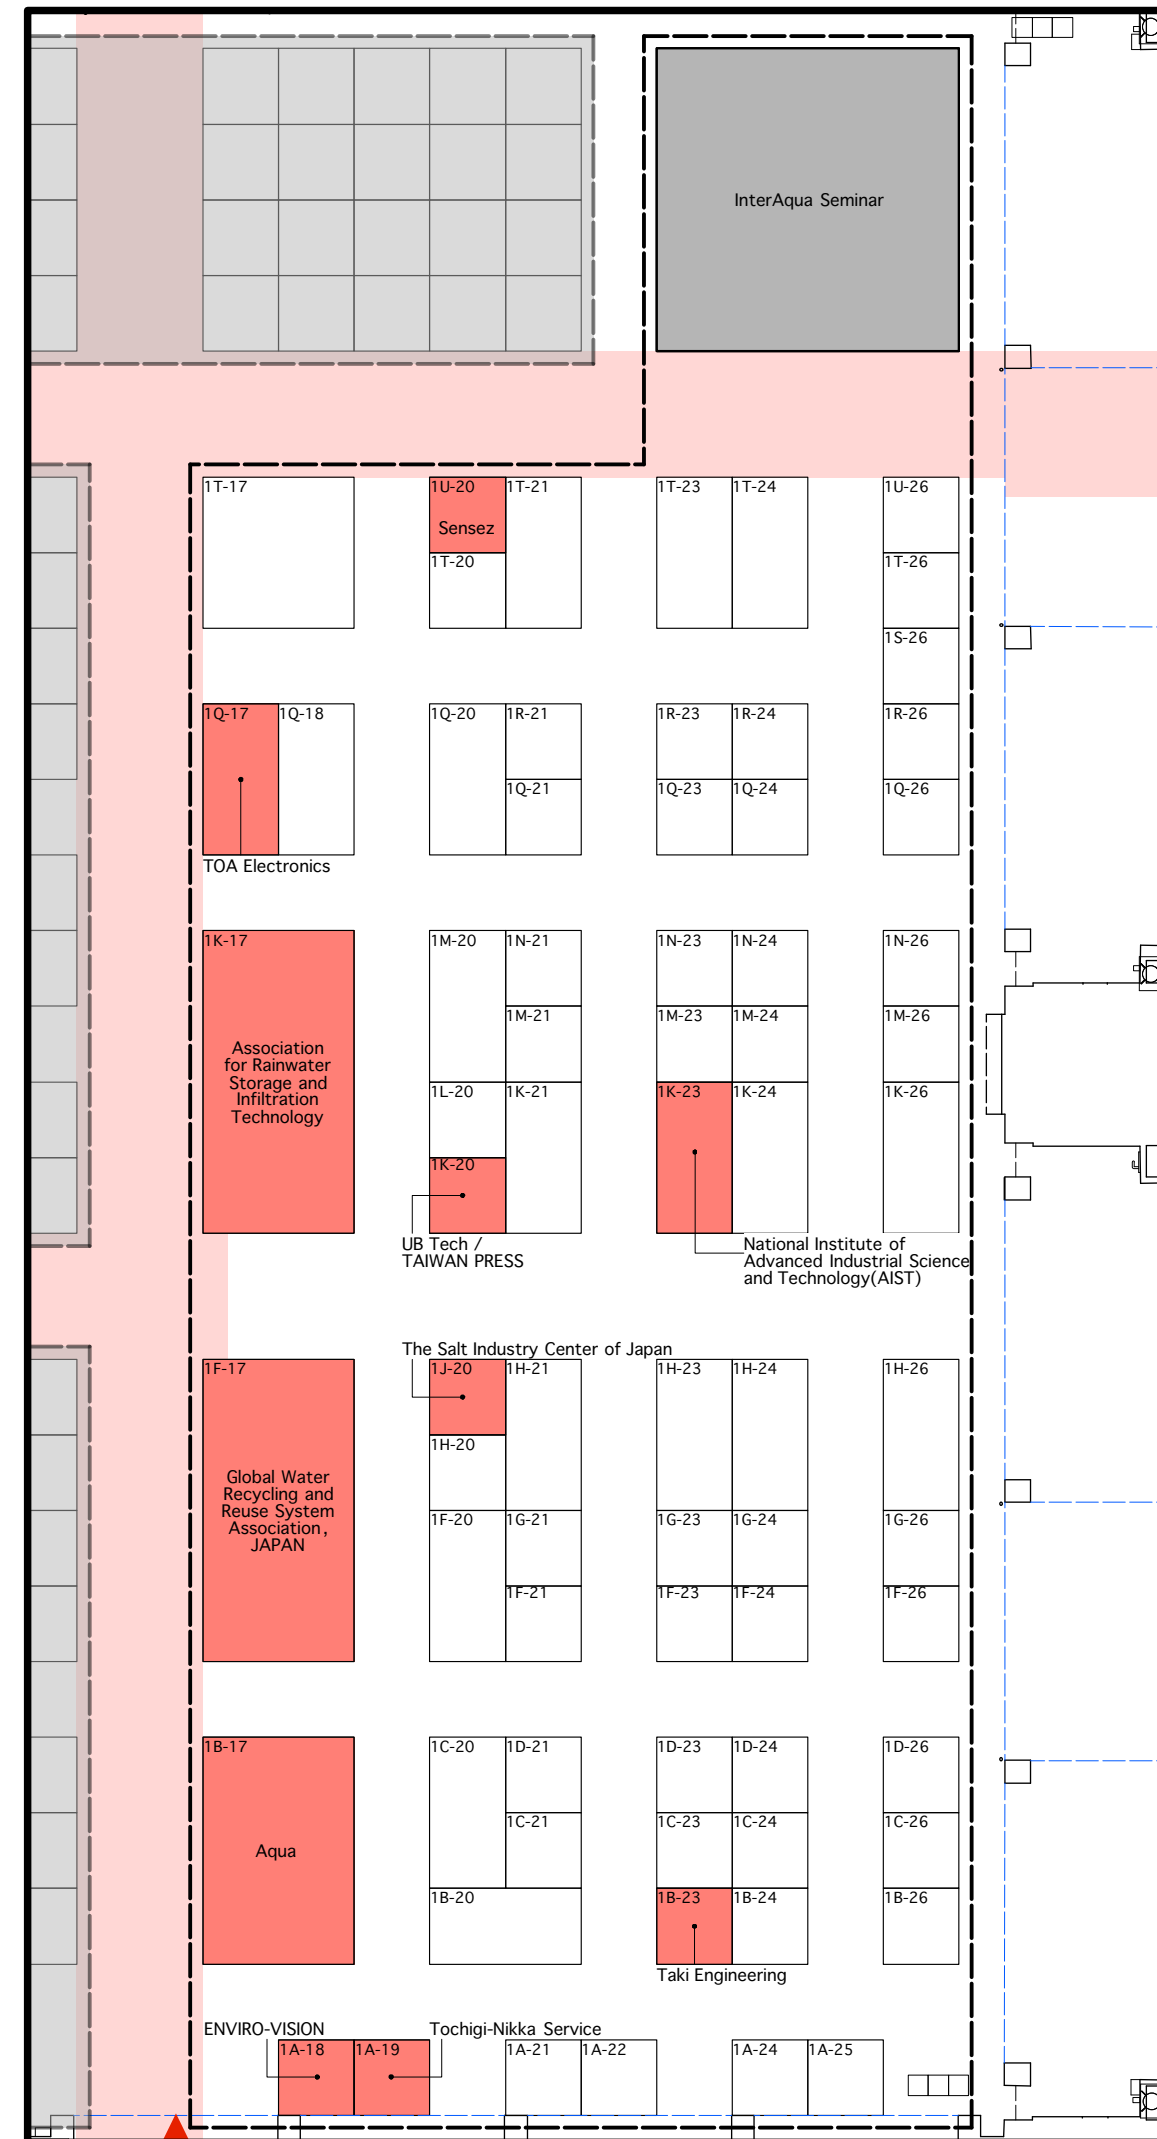 InterAqua Seminar
1T-17
1U-20
1T-21
1T-23
1T-24
1U-26
Sensez
1T-20
1T-26
1S-26
1Q-17
1Q-18
1Q-20
1R-21
1R-23
1R-24
1R-26
1Q-21
1Q-23
1Q-24
1Q-26
TOA Electronics
1K-17
1M-20
1N-21
1N-23
1N-24
1N-26
1M-21
1M-23
1M-24
1M-26
Association
for Rainwater
Storage and
Infiltration
Technology
1L-20
1K-21
1K-23
1K-24
1K-26
1K-20
UB Tech /
TAIWAN PRESS
National Institute of
Advanced Industrial Science
and Technology(AIST)
The Salt Industry Center of Japan
1F-17
1J-20
1H-21
1H-23
1H-24
1H-26
1H-20
Global Water
Recycling and
Reuse System
Association,
JAPAN
1F-20
1G-21
1G-23
1G-24
1G-26
1F-21
1F-23
1F-24
1F-26
1B-17
1C-20
1D-21
1D-23
1D-24
1D-26
1C-21
1C-23
1C-24
1C-26
Aqua
1B-20
1B-23
1B-24
1B-26
Taki Engineering
ENVIRO-VISION
Tochigi-Nikka Service
1A-18
1A-19
1A-21
1A-22
1A-24
1A-25